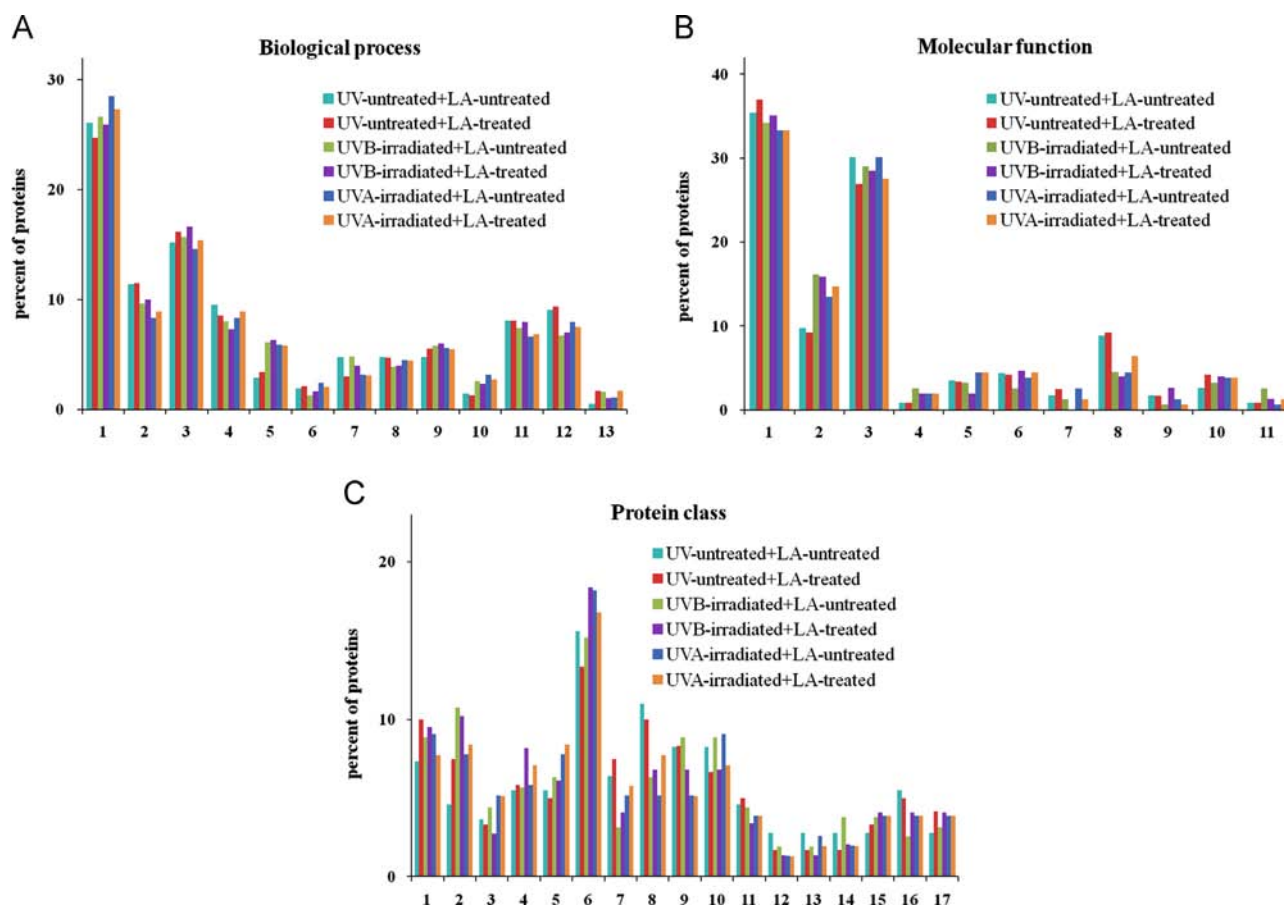 A
Biological process
percent of proteins
30
20
10
0
UV-untreated+LA-untreated
UV-untreated+LA-treated
UVB-irradiated+LA-untreated
UVB-irradiated+LA-treated
UVA-irradiated+LA-untreated
UVA-irradiated+LA-treated
1 2 3 4 5 6 7 8 9 10 11 12 13
B
Molecular function
percent of proteins
40
30
20
10
0
UV-untreated+LA-untreated
UV-untreated+LA-treated
UVB-irradiated+LA-untreated
UVB-irradiated+LA-treated
UVA-irradiated+LA-untreated
UVA-irradiated+LA-treated
1 2 3 4 5 6 7 8 9 10 11
C
Protein class
percent of proteins
20
10
0
UV-untreated+LA-untreated
UV-untreated+LA-treated
UVB-irradiated+LA-untreated
UVB-irradiated+LA-treated
UVA-irradiated+LA-untreated
UVA-irradiated+LA-treated
1 2 3 4 5 6 7 8 9 10 11 12 13 14 15 16 17